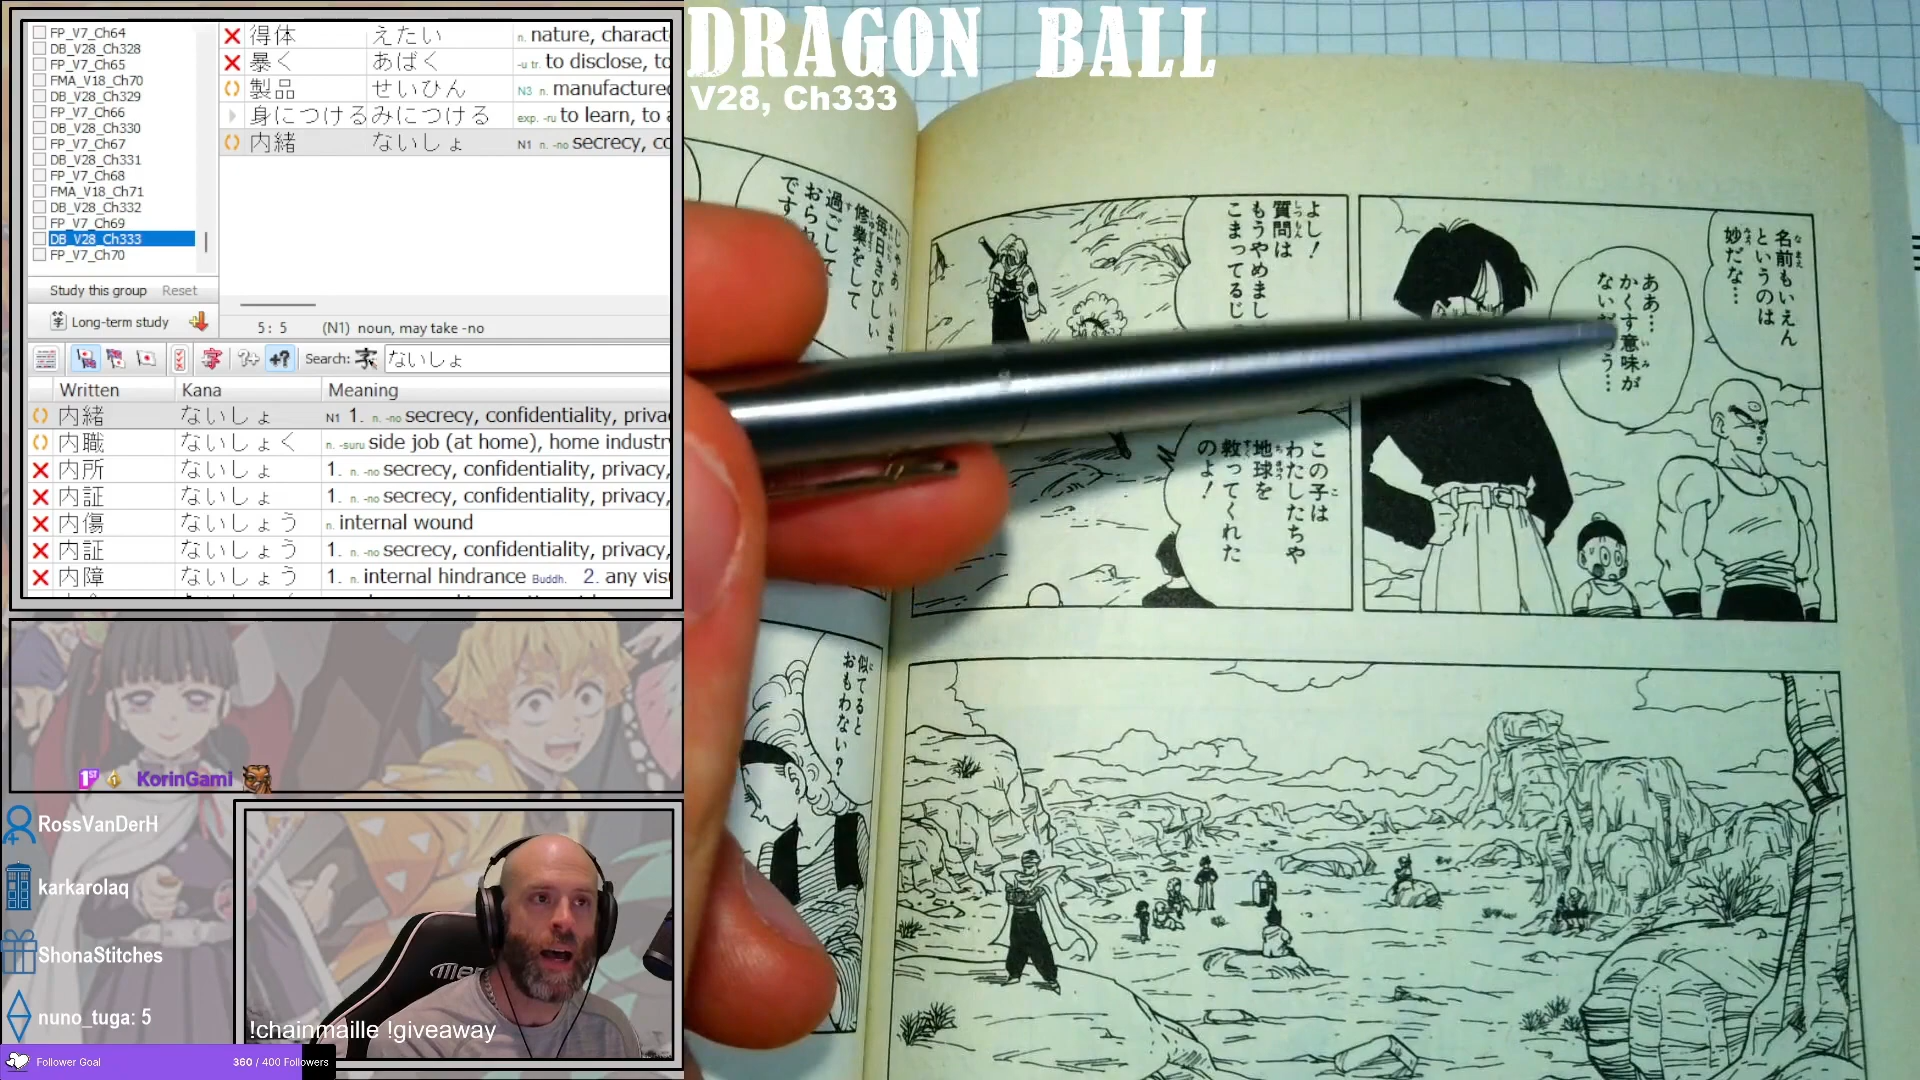 FP_V7_Ch64
DB_V28_Ch328
FP_V7_Ch65
FMA_V18_Ch70
DB_V28_Ch329
FP_V7_Ch66
DB_V28_Ch330
FP_V7_Ch67
DB_V28_Ch331
FP_V7_Ch68
FMA_V18_Ch71
DB_V28_Ch332
FP_V7_Ch69
DB_V28_Ch333
FP_V7_Ch70
Study this group Reset
Long-term study
得体 えたい n. nature, charact
暴く あばく -u tr. to disclose, to
製品 せいひん N3 n. manufactured
身につける みにつける exp. -ru to learn, to a
内緒 ないしょ N1 n. -no secrecy, co
5: 5 (N1) noun, may take -no
Search: 字 ないしょ
Written Kana Meaning
内緒 ないしょ N1 1. n. -no secrecy, confidentiality, priva
内職 ないしょく n. -suru side job (at home), home industr
内所 ないしょ 1. n. -no secrecy, confidentiality, privacy,
内証 ないしょ 1. n. -no secrecy, confidentiality, privacy,
内傷 ないしょう n. internal wound
内証 ないしょう 1. n. -no secrecy, confidentiality, privacy,
内障 ないしょう 1. n. internal hindrance Buddh. 2. any vis
1ST KorinGami
RossVanDerH
karkarolaq
ShonaStitches
nuno_tuga: 5
!chainmaille !giveaway
Follower Goal 360 / 400 Followers
DRAGON BALL
V28, Ch333
名前もいえん
というのは
妙だな…
ああ…
かくす意味が
よし！
質問は
もうやめまし
こまってるじ
この子は
わたしたちや
地球を
救ってくれた
のよ！
毎日きびしい
修業をして
過ごして
です
似てると
おもわない？